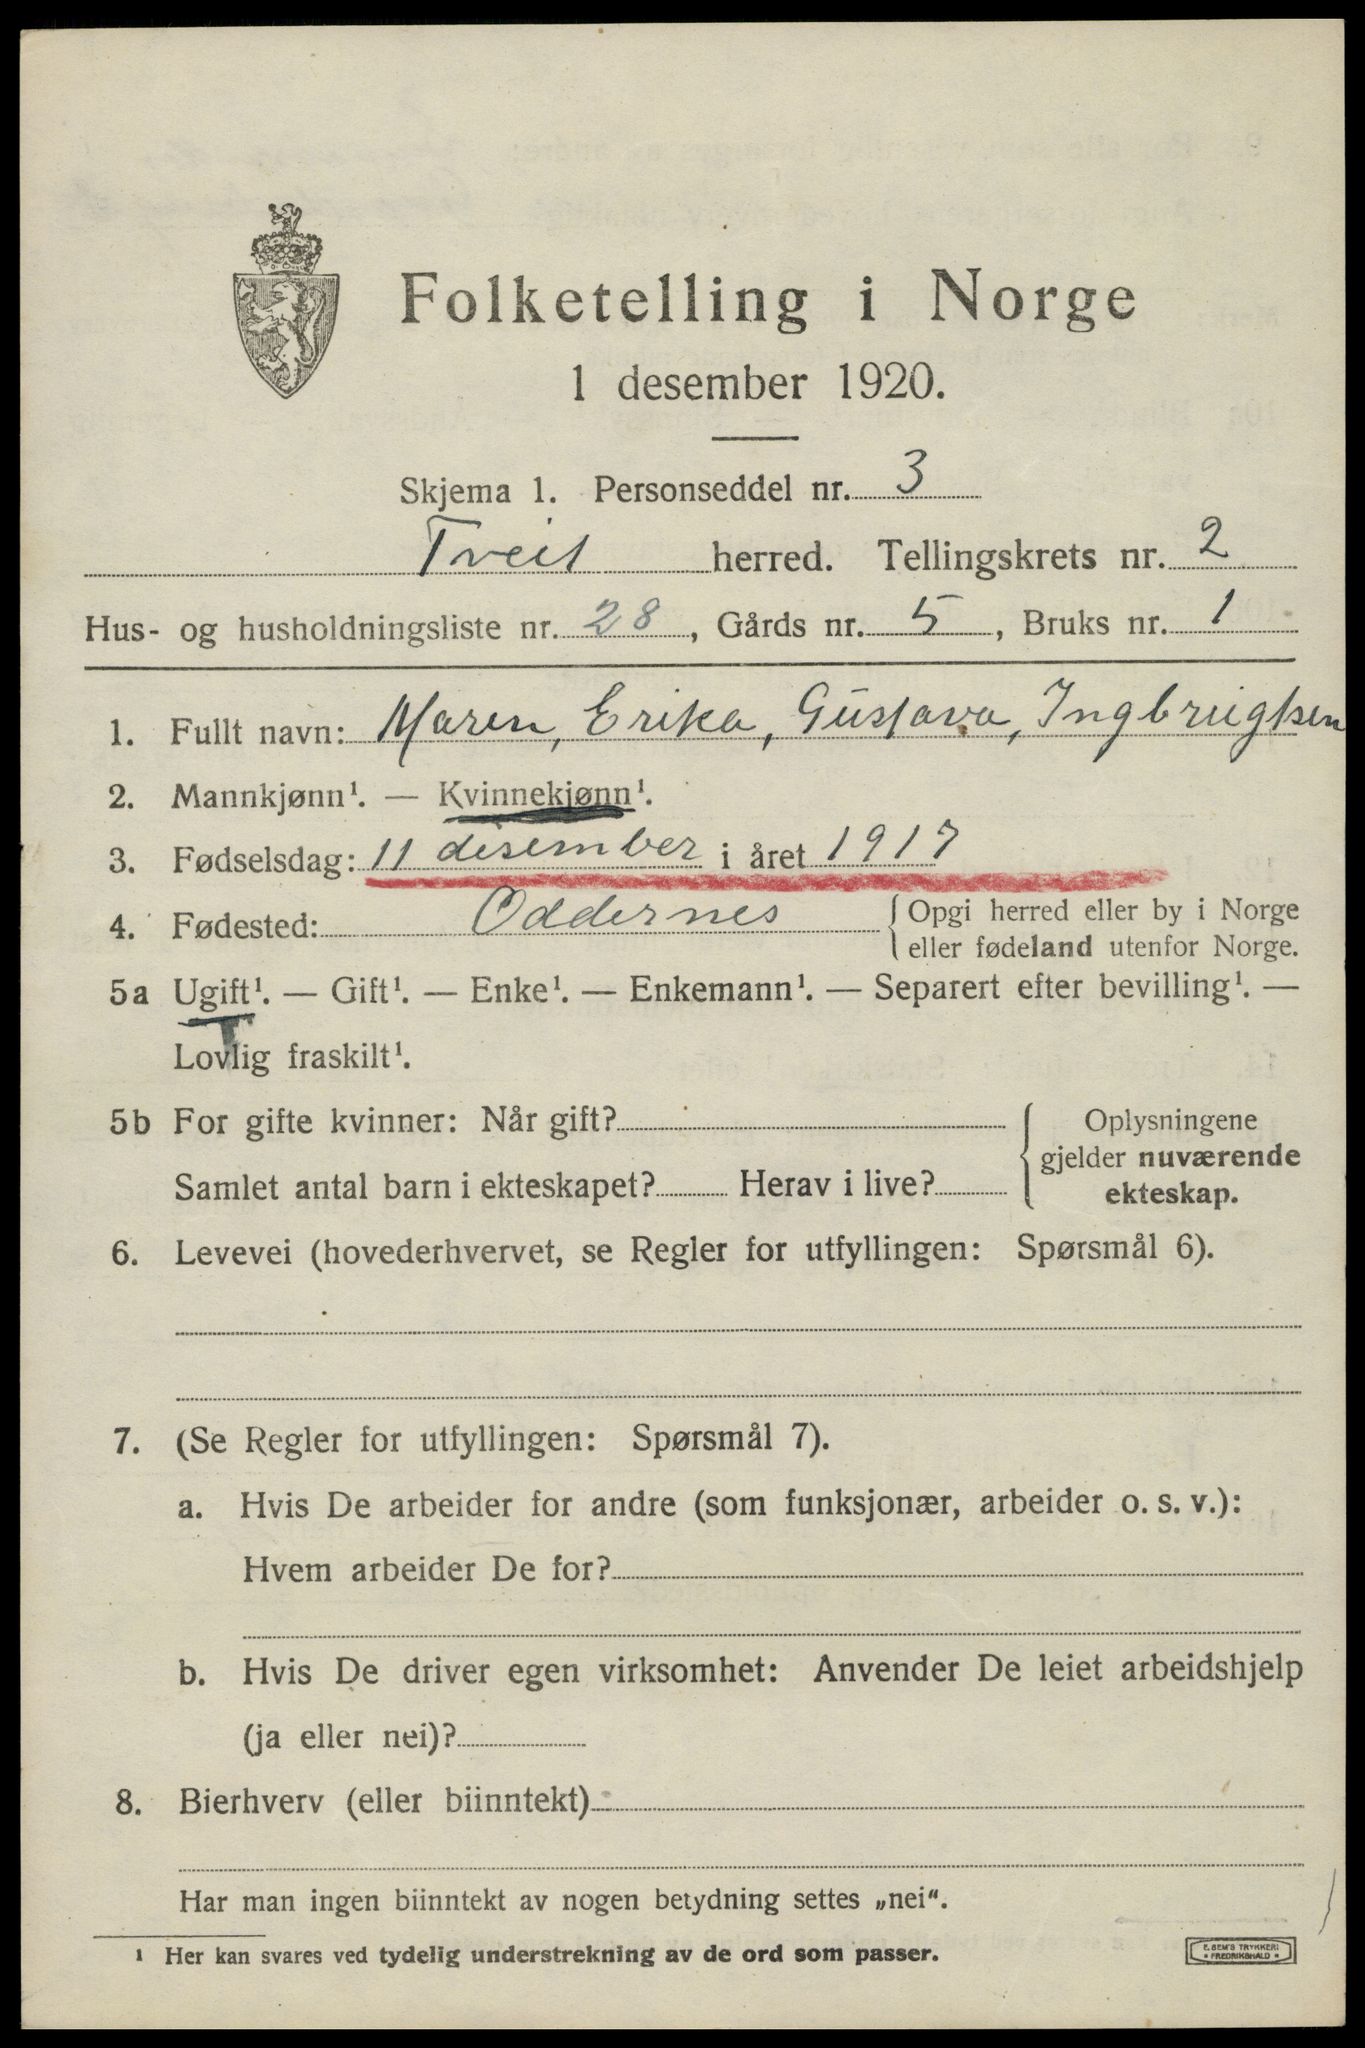 Folketelling i Norge
1 desember 1920.
Skjema 1. Personseddel nr. 3
Tveit herred. Tellingskrets nr. 2
Hus- og husholdningsliste nr. 28, Gårds nr. 5, Bruks nr. 1
1. Fullt navn: Maren, Erika, Gustava, Ingbrigtsen
2. Mannkjønn¹. — Kvinnekjønn¹.
3. Fødselsdag: 11 desember i året 1917
4. Fødested: Oddernes { Opgi herred eller by i Norge
eller fødeland utenfor Norge.
5a Ugift¹. — Gift¹. — Enke¹. — Enkemann¹. — Separert efter bevilling¹. —
Lovlig fraskilt¹.
5b For gifte kvinner: Når gift?
Samlet antal barn i ekteskapet? Herav i live?
Oplysningene
gjelder nuværende
ekteskap.
6. Levevei (hovederhvervet, se Regler for utfyllingen: Spørsmål 6).
7. (Se Regler for utfyllingen: Spørsmål 7).
a. Hvis De arbeider for andre (som funksjonær, arbeider o. s. v.):
Hvem arbeider De for?
b. Hvis De driver egen virksomhet: Anvender De leiet arbeidshjelp
(ja eller nei)?
8. Bierhverv (eller biinntekt)
Har man ingen biinntekt av nogen betydning settes „nei“.
¹ Her kan svares ved tydelig understrekning av de ord som passer.
E. SEM'S TRYKKERI
* FREDRIKSHALD *